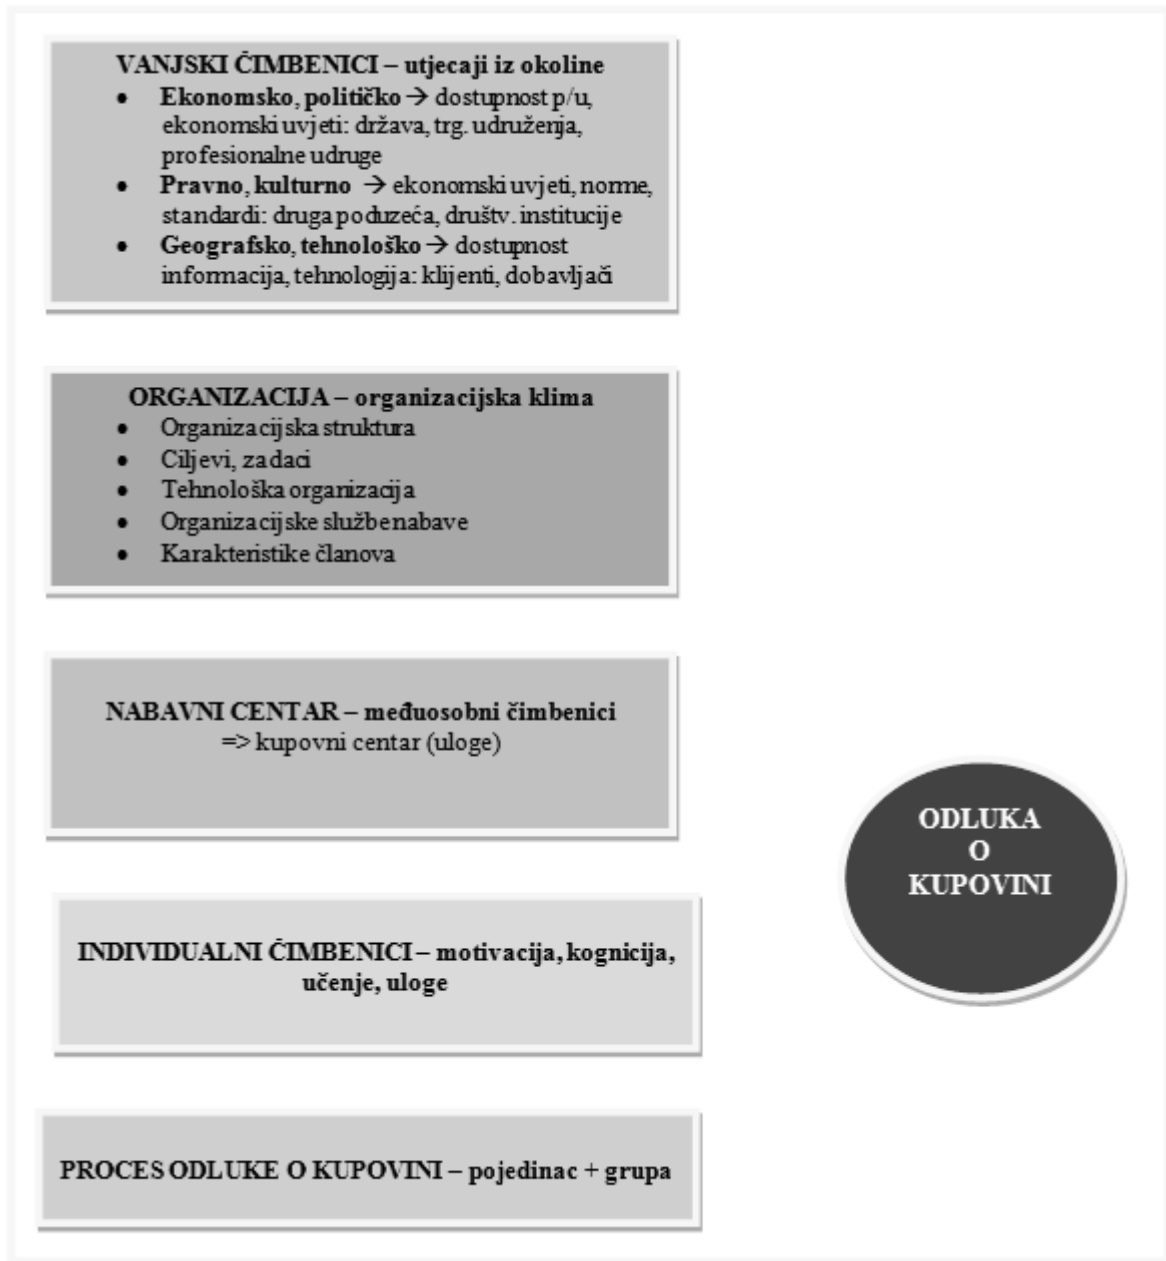 VANJSKI ČIMBENICI – utjecaji iz okoline
• Ekonomsko, političko → dostupnost p/u,
ekonomski uvjeti: država, trg. udruženja,
profesionalne udruge
• Pravno, kulturno → ekonomski uvjeti, norme,
standardi: druga poduzeća, društv. institucije
• Geografsko, tehnološko → dostupnost
informacija, tehnologija: klijenti, dobavljači
ORGANIZACIJA – organizacijska klima
• Organizacijska struktura
• Ciljevi, zadaci
• Tehnološka organizacija
• Organizacijske službe nabave
• Karakteristike članova
NABAVNI CENTAR – međuosobni čimbenici
=> kupovni centar (uloge)
ODLUKA
O
KUPOVINI
INDIVIDUALNI ČIMBENICI – motivacija, kognicija,
učenje, uloge
PROCES ODLUKE O KUPOVINI – pojedinac + grupa